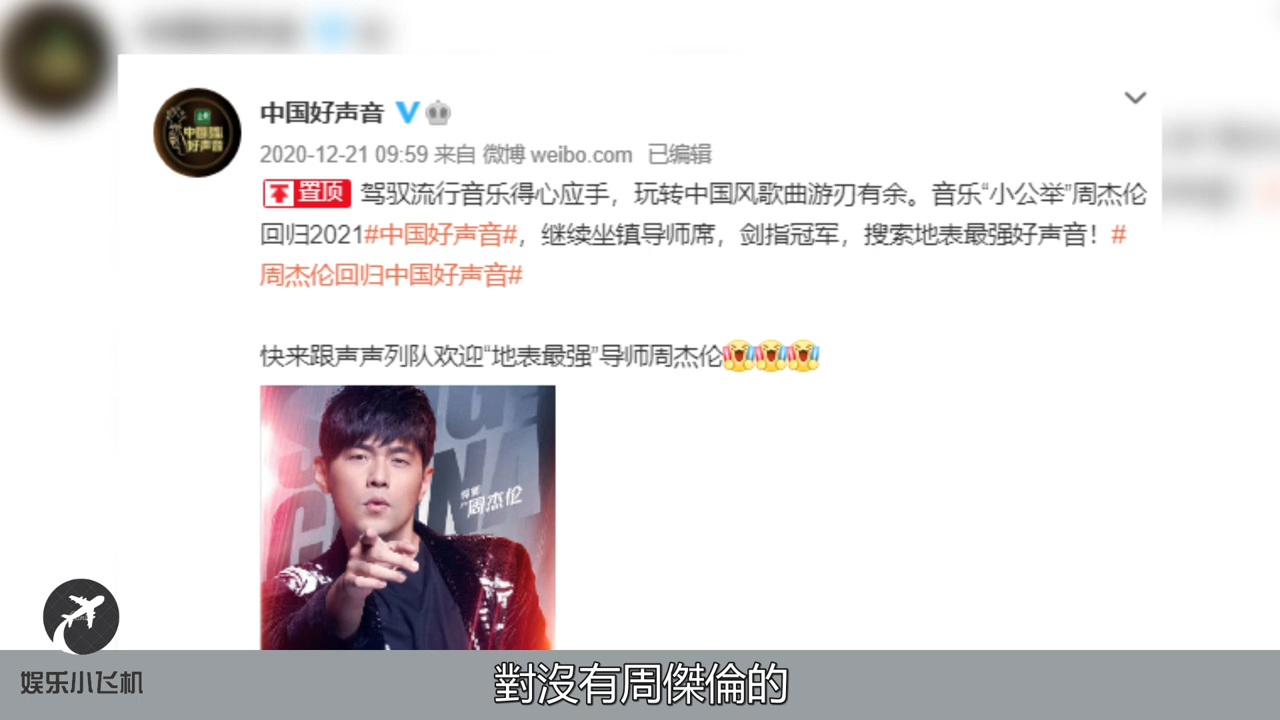 中国好声音
2020-12-21 09:59 来自 微博 weibo.com 已编辑
置顶 驾驭流行音乐得心应手，玩转中国风歌曲游刃有余。音乐“小公举”周杰伦
回归2021#中国好声音#，继续坐镇导师席，剑指冠军，搜索地表最强好声音！#
周杰伦回归中国好声音#
快来跟声声列队欢迎“地表最强”导师周杰伦
周杰伦
娱乐小飞机
對沒有周傑倫的